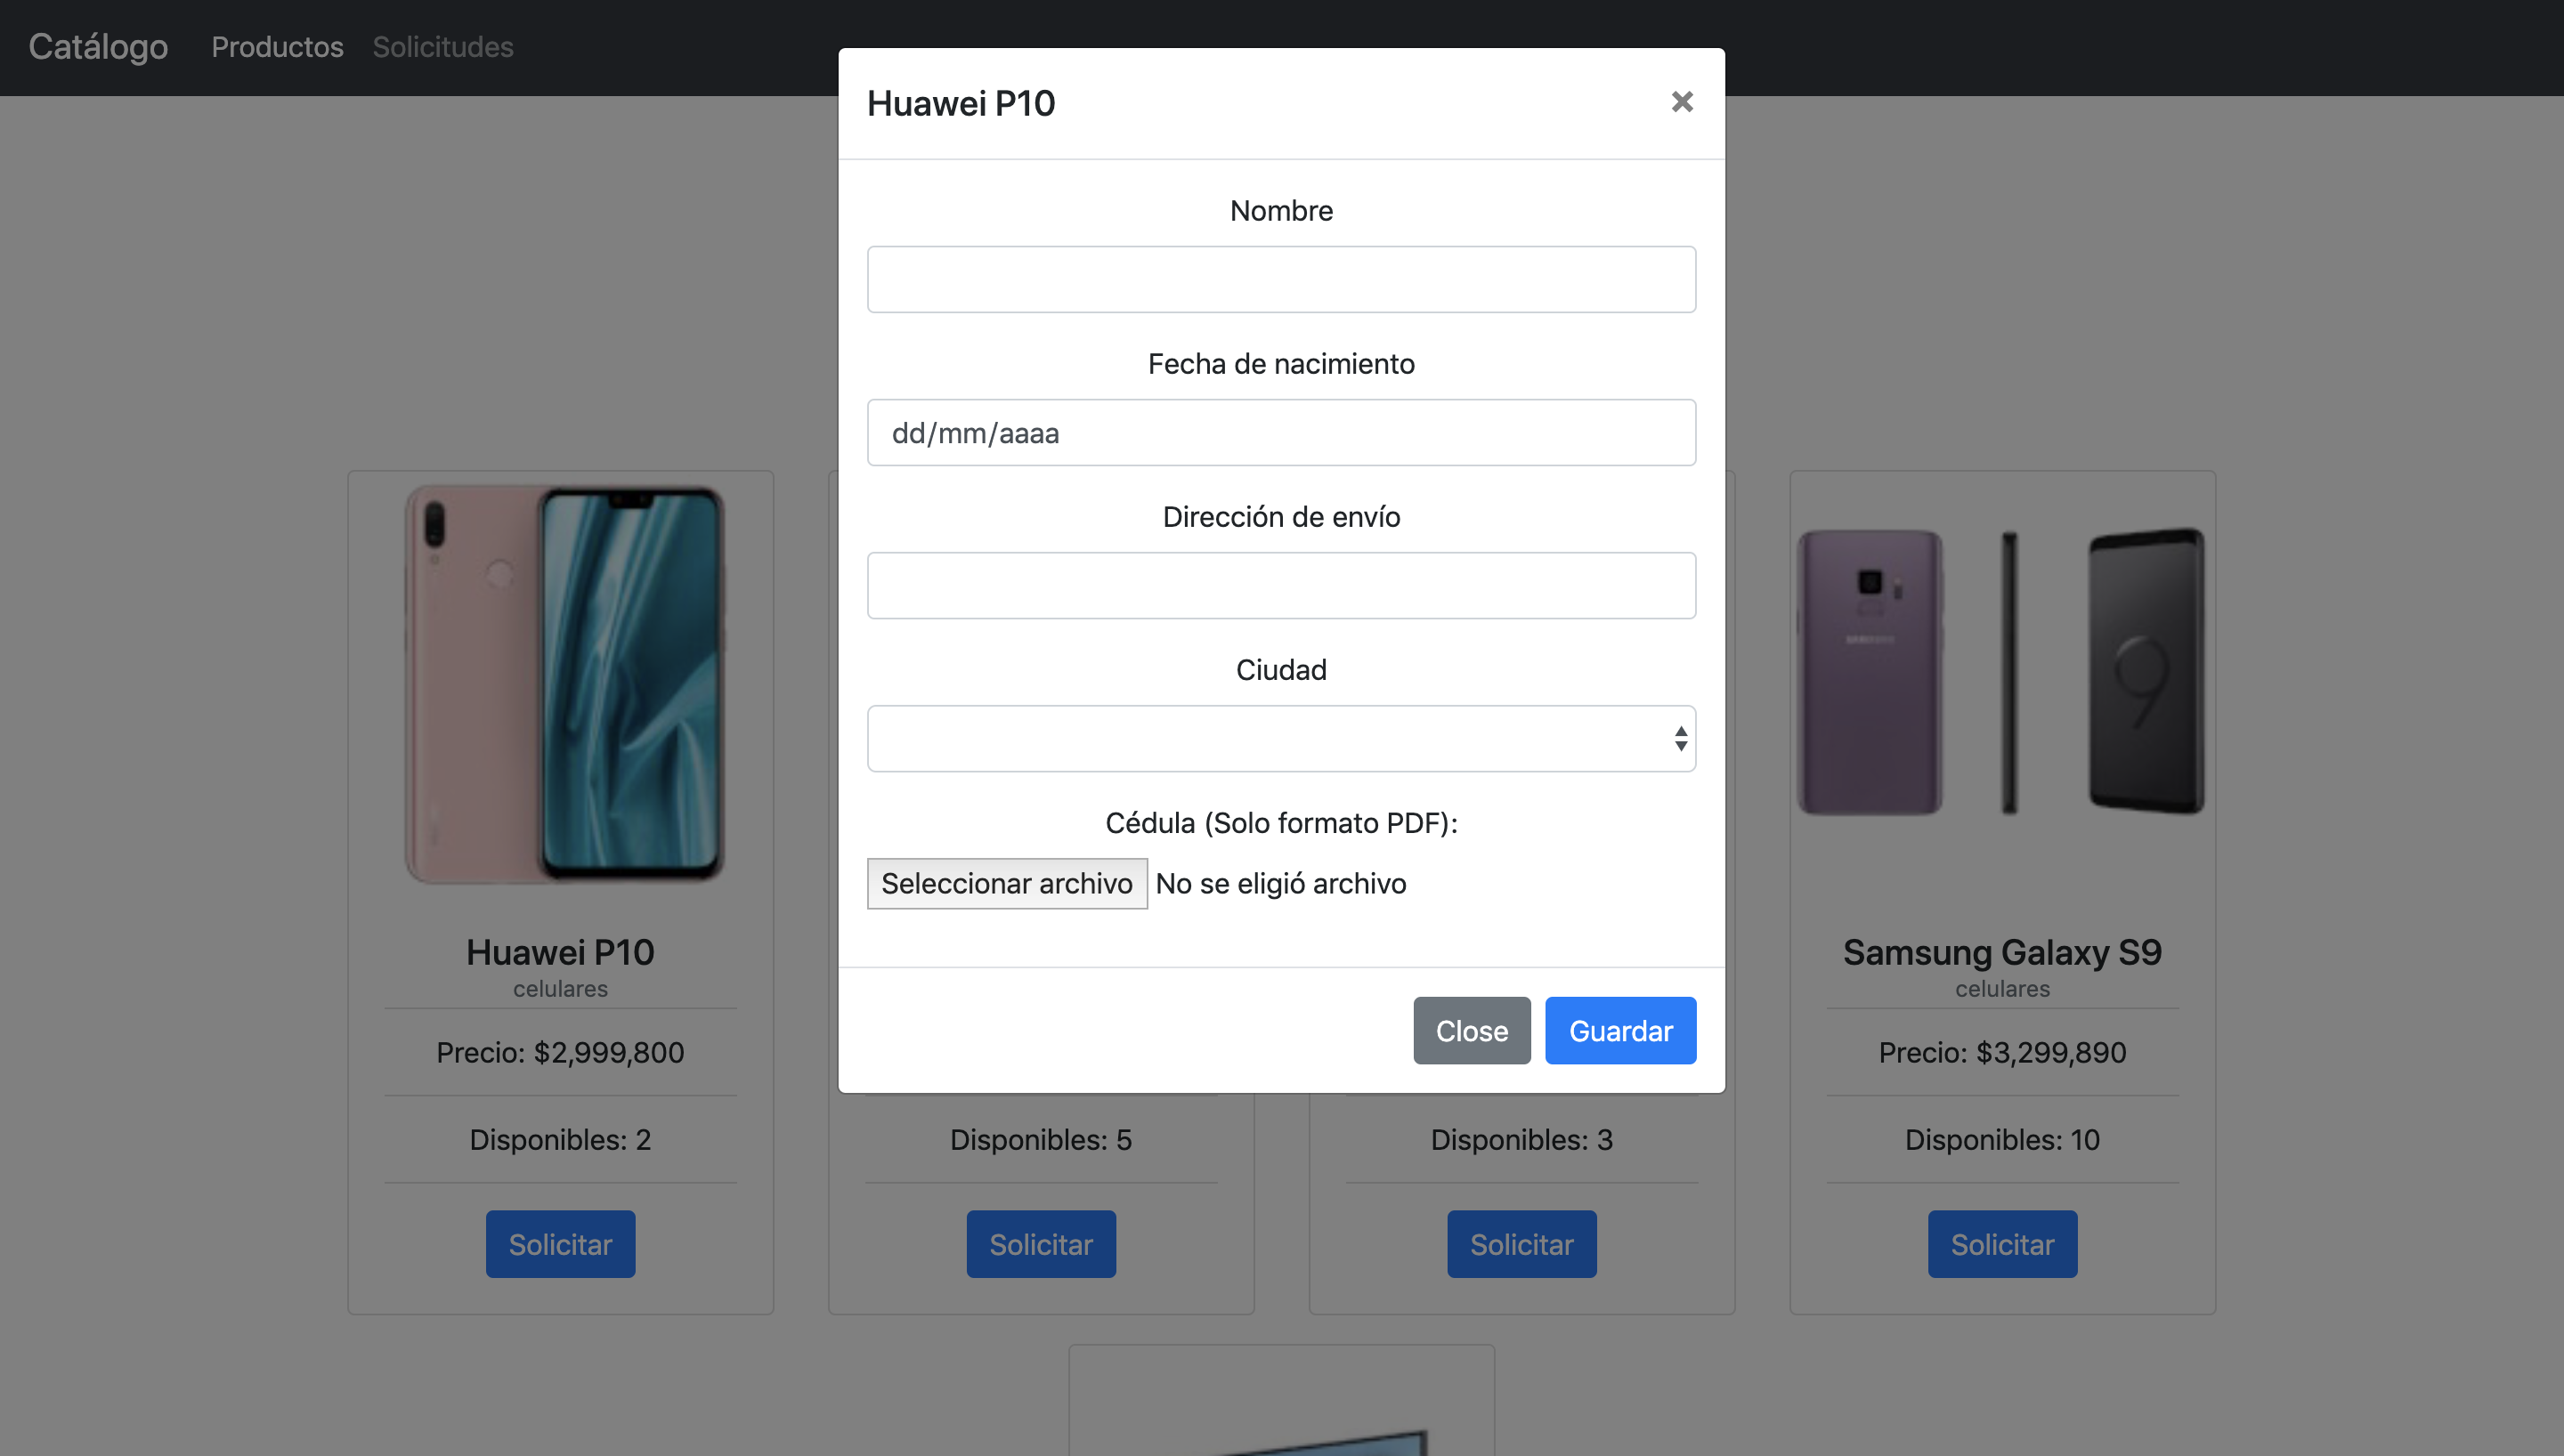 Catálogo Productos Solicitudes
Huawei P10 ×
Nombre
Fecha de nacimiento
dd/mm/aaaa
Dirección de envío
Ciudad
Cédula (Solo formato PDF):
Seleccionar archivo No se eligió archivo
Close Guardar
Huawei P10
celulares
Precio: $2,999,800
Disponibles: 2
Solicitar
Disponibles: 5
Solicitar
Disponibles: 3
Solicitar
SAMSUNG
9
Samsung Galaxy S9
celulares
Precio: $3,299,890
Disponibles: 10
Solicitar